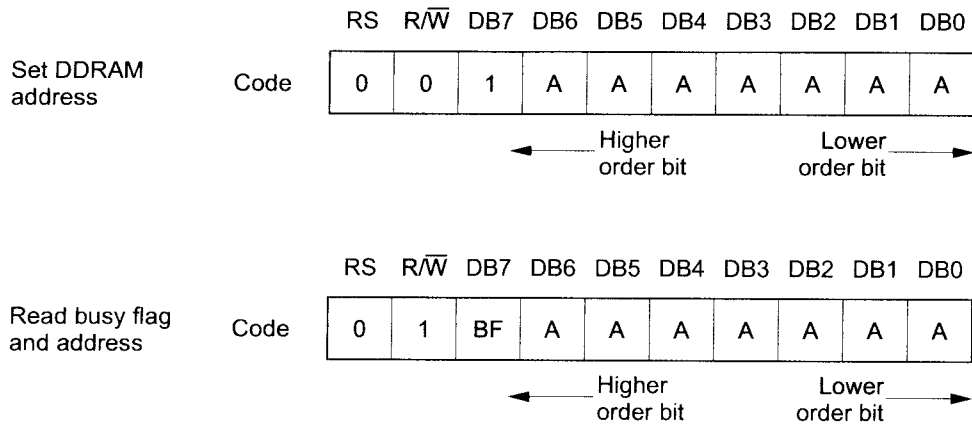 RS R/W̅ DB7 DB6 DB5 DB4 DB3 DB2 DB1 DB0
Set DDRAM
address
Code 0 0 1 A A A A A A A
Higher
order bit
Lower
order bit
RS R/W̅ DB7 DB6 DB5 DB4 DB3 DB2 DB1 DB0
Read busy flag
and address
Code 0 1 BF A A A A A A A
Higher
order bit
Lower
order bit